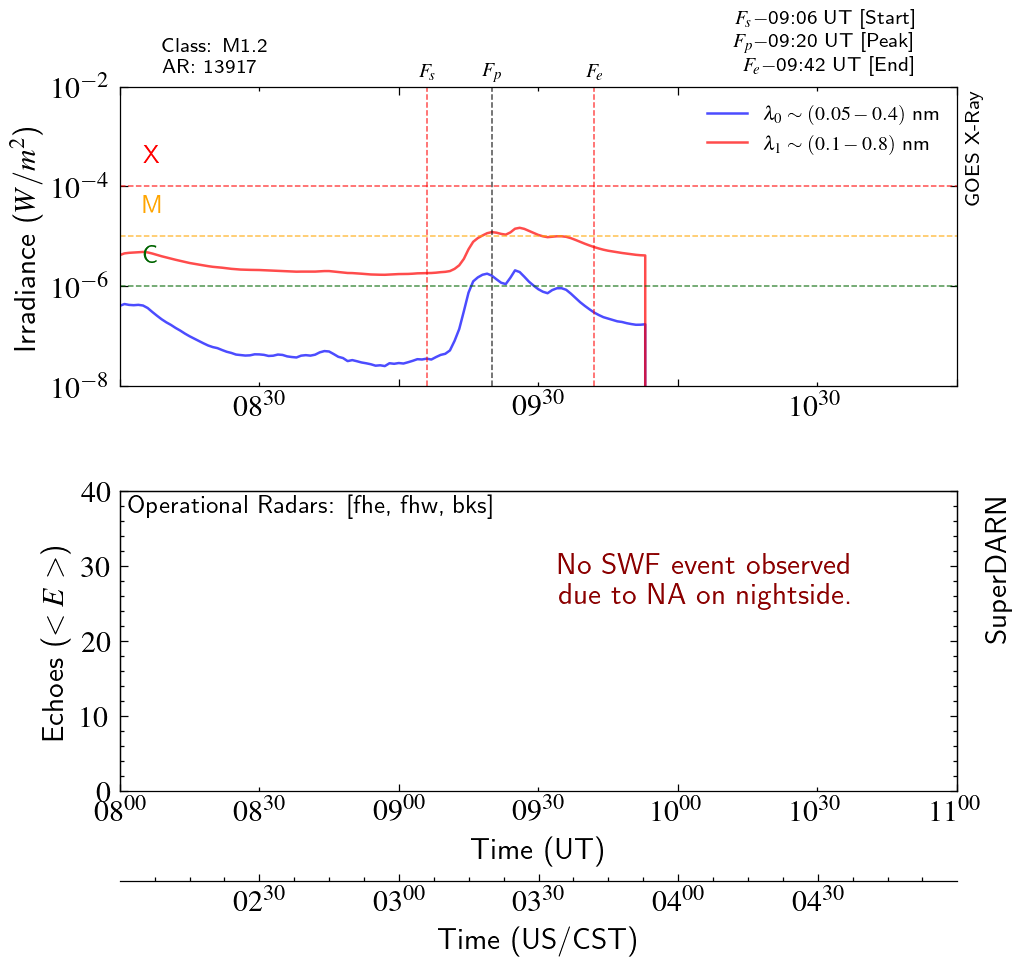 Class: M1.2
AR: 13917
F_s−09:06 UT [Start]
F_p−09:20 UT [Peak]
F_e−09:42 UT [End]
F_s F_p F_e
10^−2
10^−4
10^−6
10^−8
Irradiance (W/m^2)
X
M
C
λ_0 ∼ (0.05 − 0.4) nm
λ_1 ∼ (0.1 − 0.8) nm
GOES X-Ray
08^30 09^30 10^30
Operational Radars: [fhe, fhw, bks]
No SWF event observed
due to NA on nightside.
40
30
20
10
0
Echoes (< E >)
SuperDARN
08^00 08^30 09^00 09^30 10^00 10^30 11^00
Time (UT)
02^30 03^00 03^30 04^00 04^30
Time (US/CST)